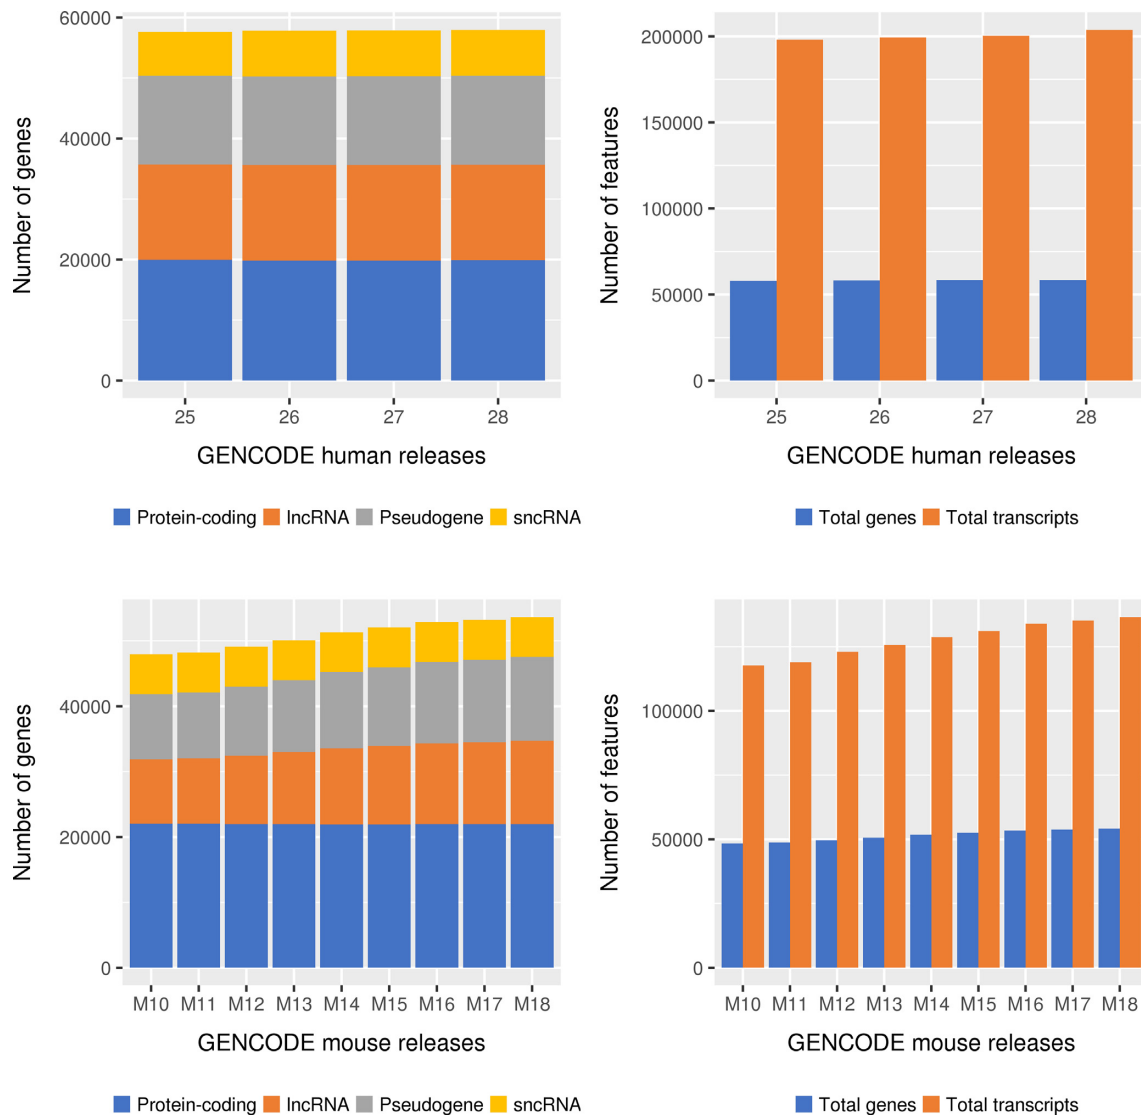 Number of genes
60000
40000
20000
0
25 26 27 28
GENCODE human releases
Protein-coding lncRNA Pseudogene sncRNA
Number of features
200000
150000
100000
50000
0
25 26 27 28
GENCODE human releases
Total genes Total transcripts
Number of genes
40000
20000
0
M10 M11 M12 M13 M14 M15 M16 M17 M18
GENCODE mouse releases
Protein-coding lncRNA Pseudogene sncRNA
Number of features
100000
50000
0
M10 M11 M12 M13 M14 M15 M16 M17 M18
GENCODE mouse releases
Total genes Total transcripts